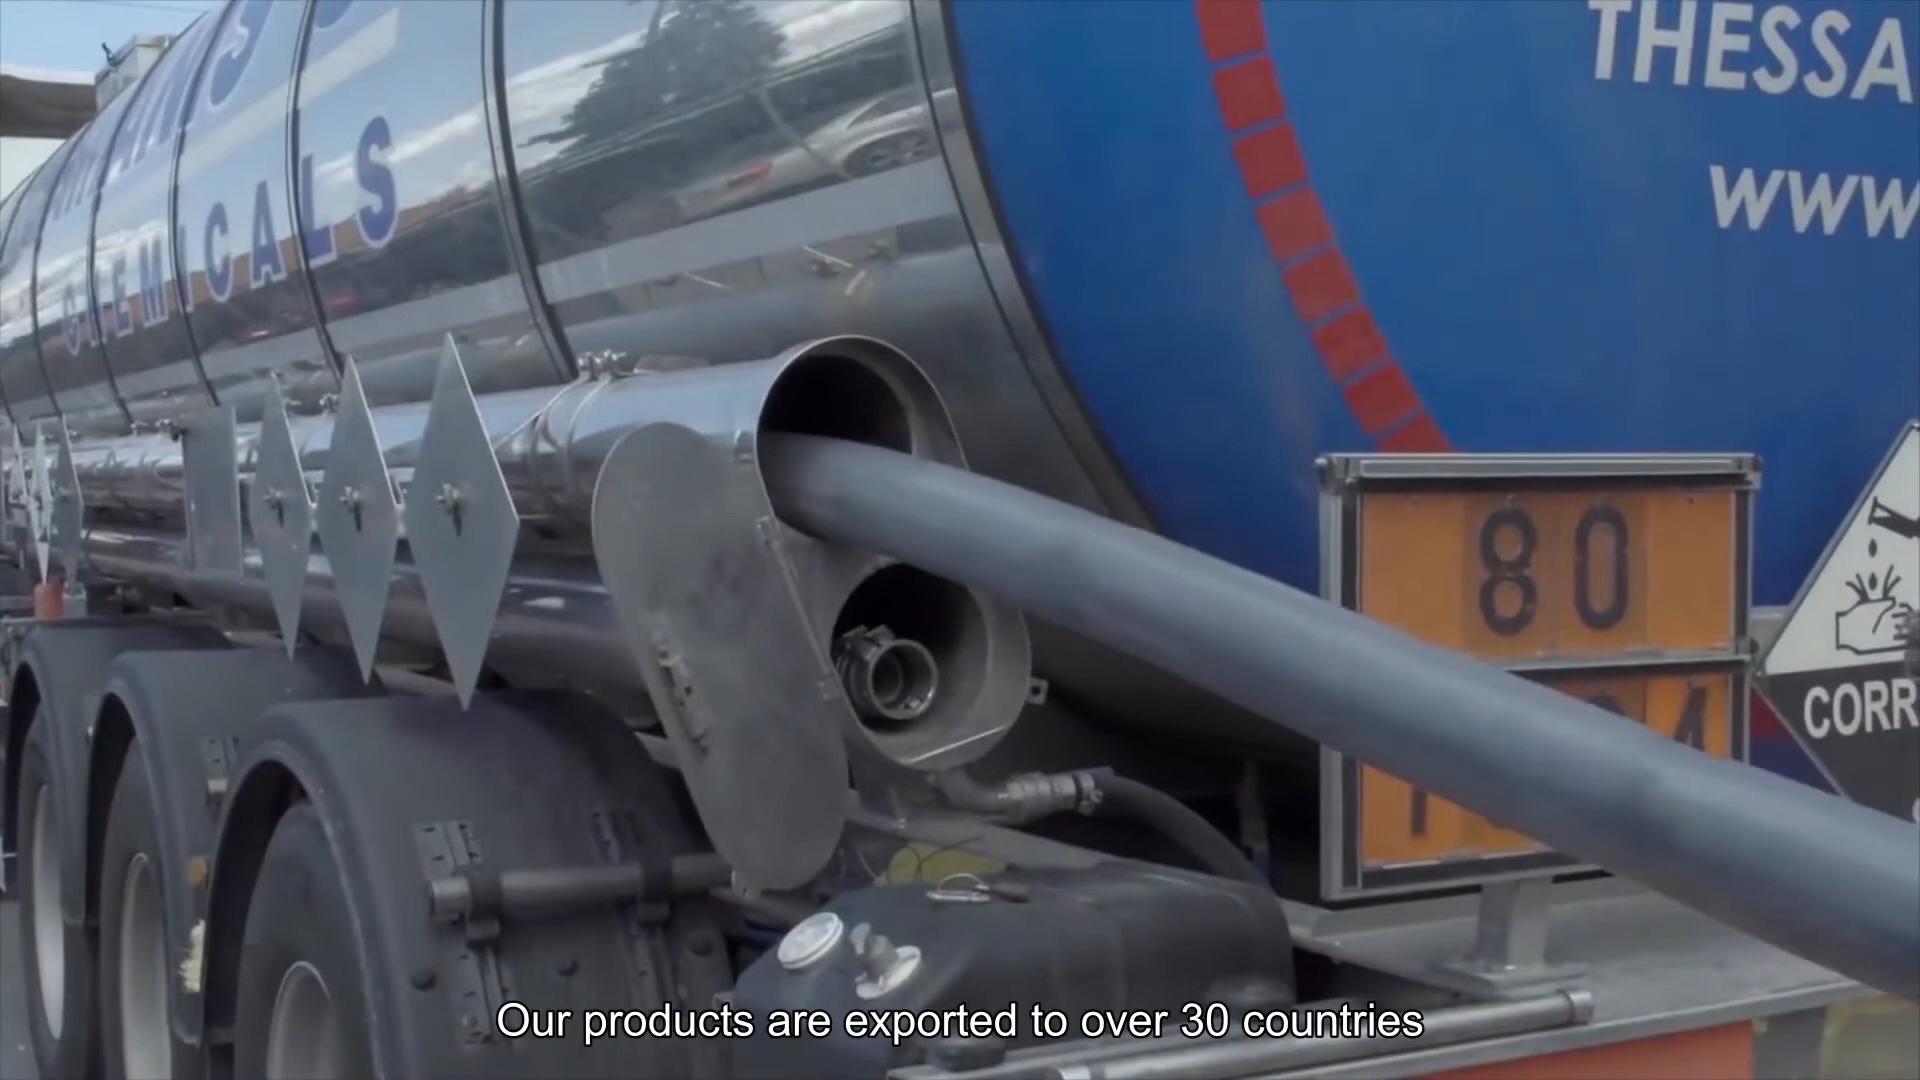 CHEMICALS
THESSA
www
80
CORR
Our products are exported to over 30 countries